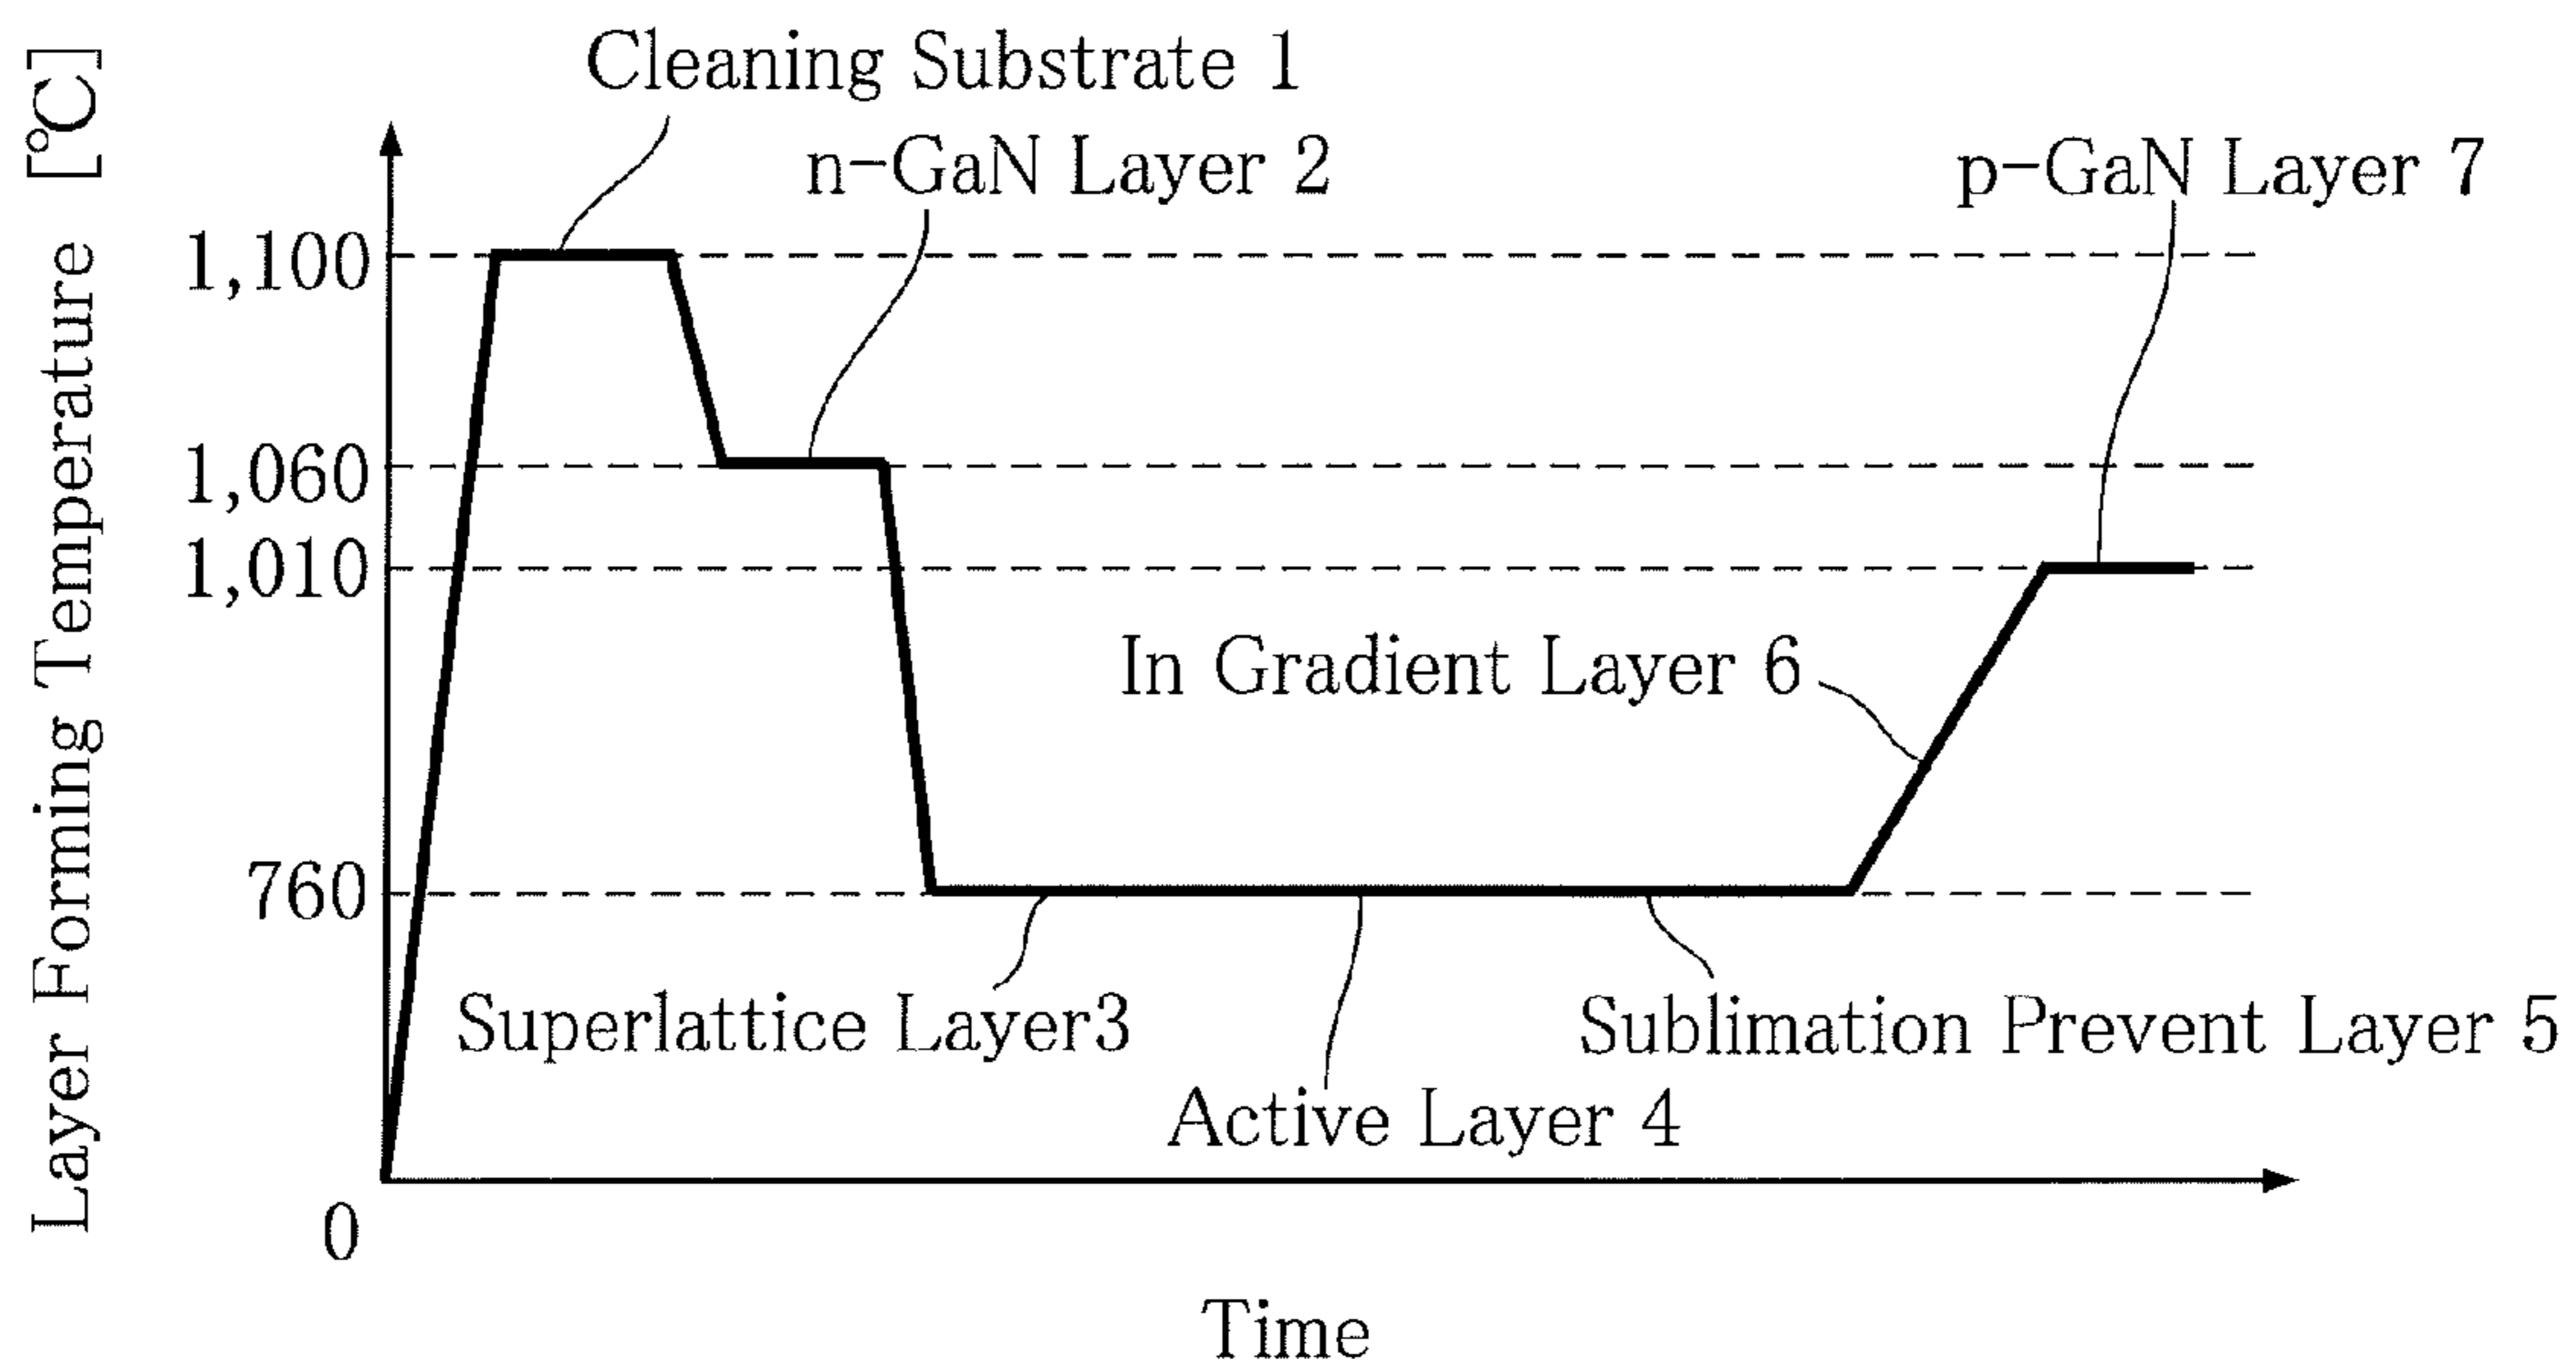 Layer Forming Temperature [℃]
Cleaning Substrate 1
n-GaN Layer 2
p-GaN Layer 7
1,100
1,060
1,010
In Gradient Layer 6
760
Superlattice Layer3
Sublimation Prevent Layer 5
Active Layer 4
0
Time